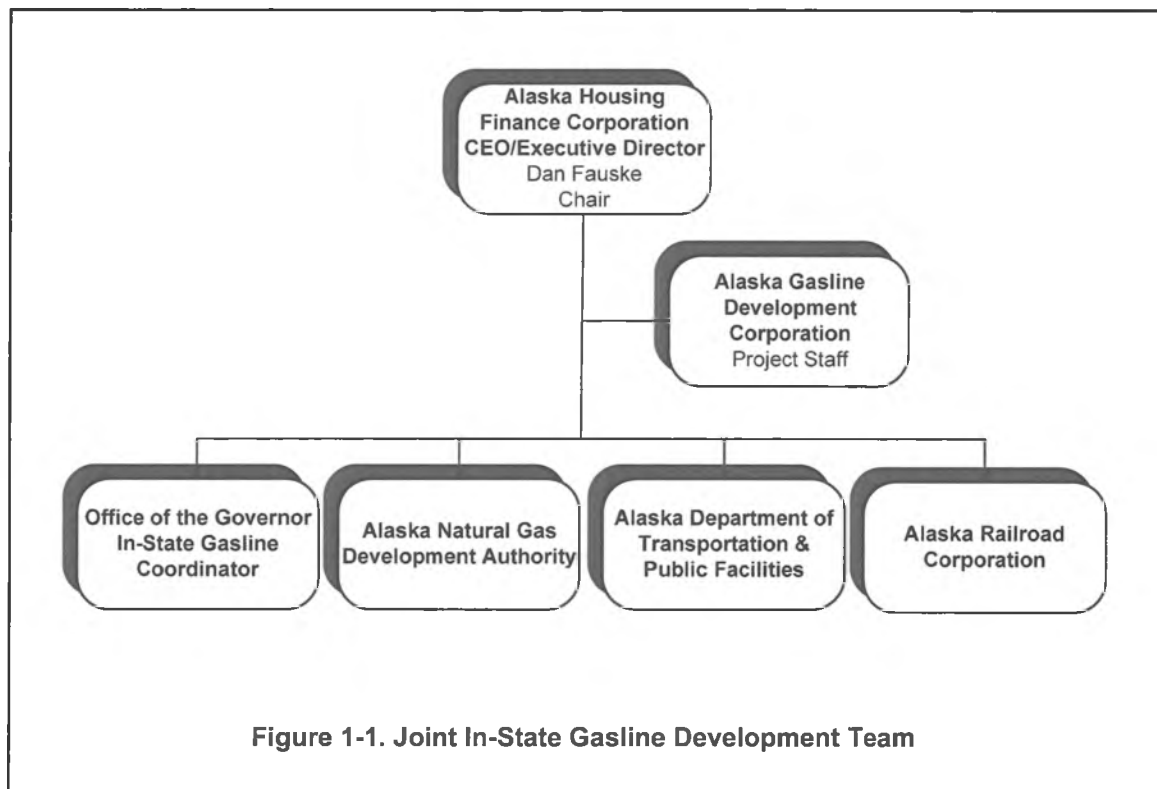 Alaska Housing
Finance Corporation
CEO/Executive Director
Dan Fauske
Chair
Alaska Gasline
Development
Corporation
Project Staff
Office of the Governor
In-State Gasline
Coordinator
Alaska Natural Gas
Development Authority
Alaska Department of
Transportation &
Public Facilities
Alaska Railroad
Corporation
Figure 1-1. Joint In-State Gasline Development Team